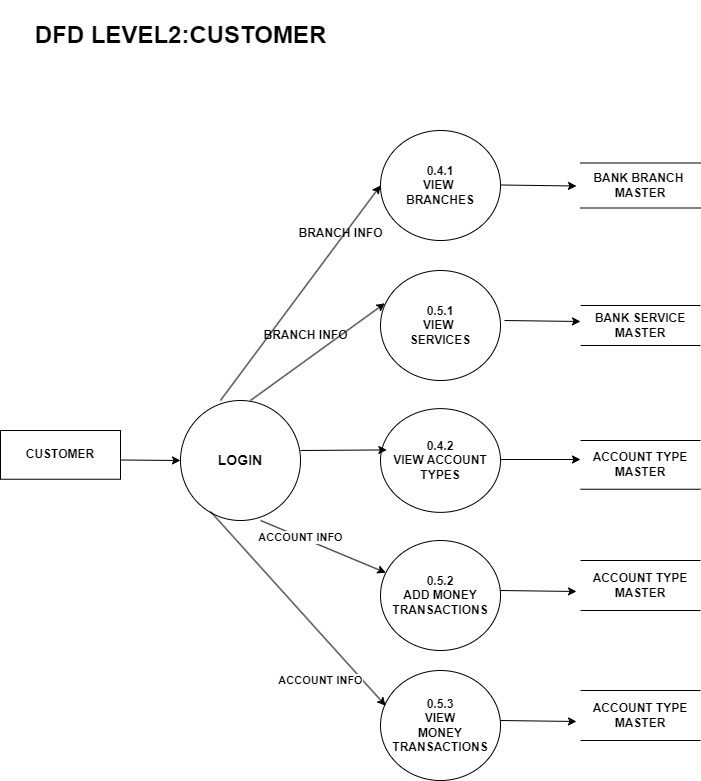 DFD LEVEL2:CUSTOMER
0.4.1
VIEW
BRANCHES
BANK BRANCH
MASTER
BRANCH INFO
0.5.1
VIEW
SERVICES
BANK SERVICE
MASTER
BRANCH INFO
CUSTOMER
LOGIN
0.4.2
VIEW ACCOUNT
TYPES
ACCOUNT TYPE
MASTER
ACCOUNT INFO
0.5.2
ADD MONEY
TRANSACTIONS
ACCOUNT TYPE
MASTER
ACCOUNT INFO
0.5.3
VIEW
MONEY
TRANSACTIONS
ACCOUNT TYPE
MASTER